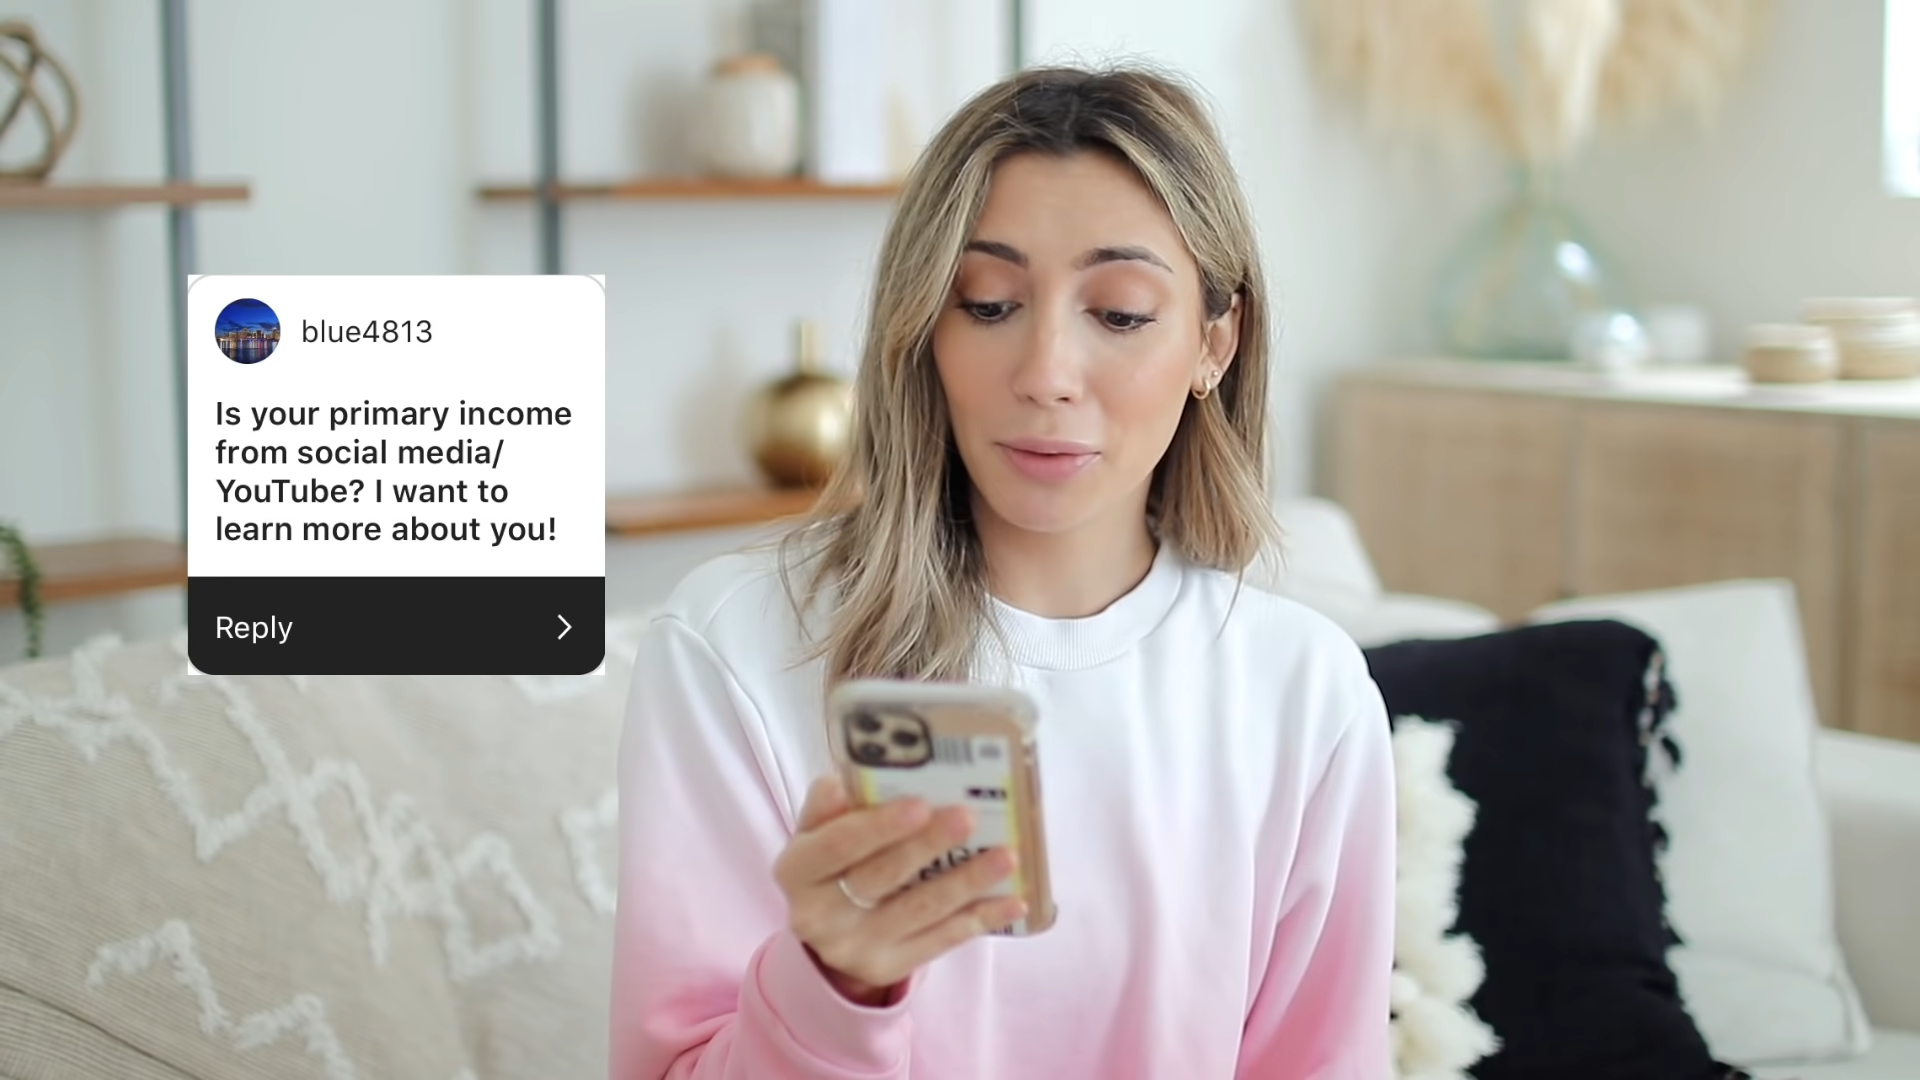 blue4813
Is your primary income
from social media/
YouTube? I want to
learn more about you!
Reply